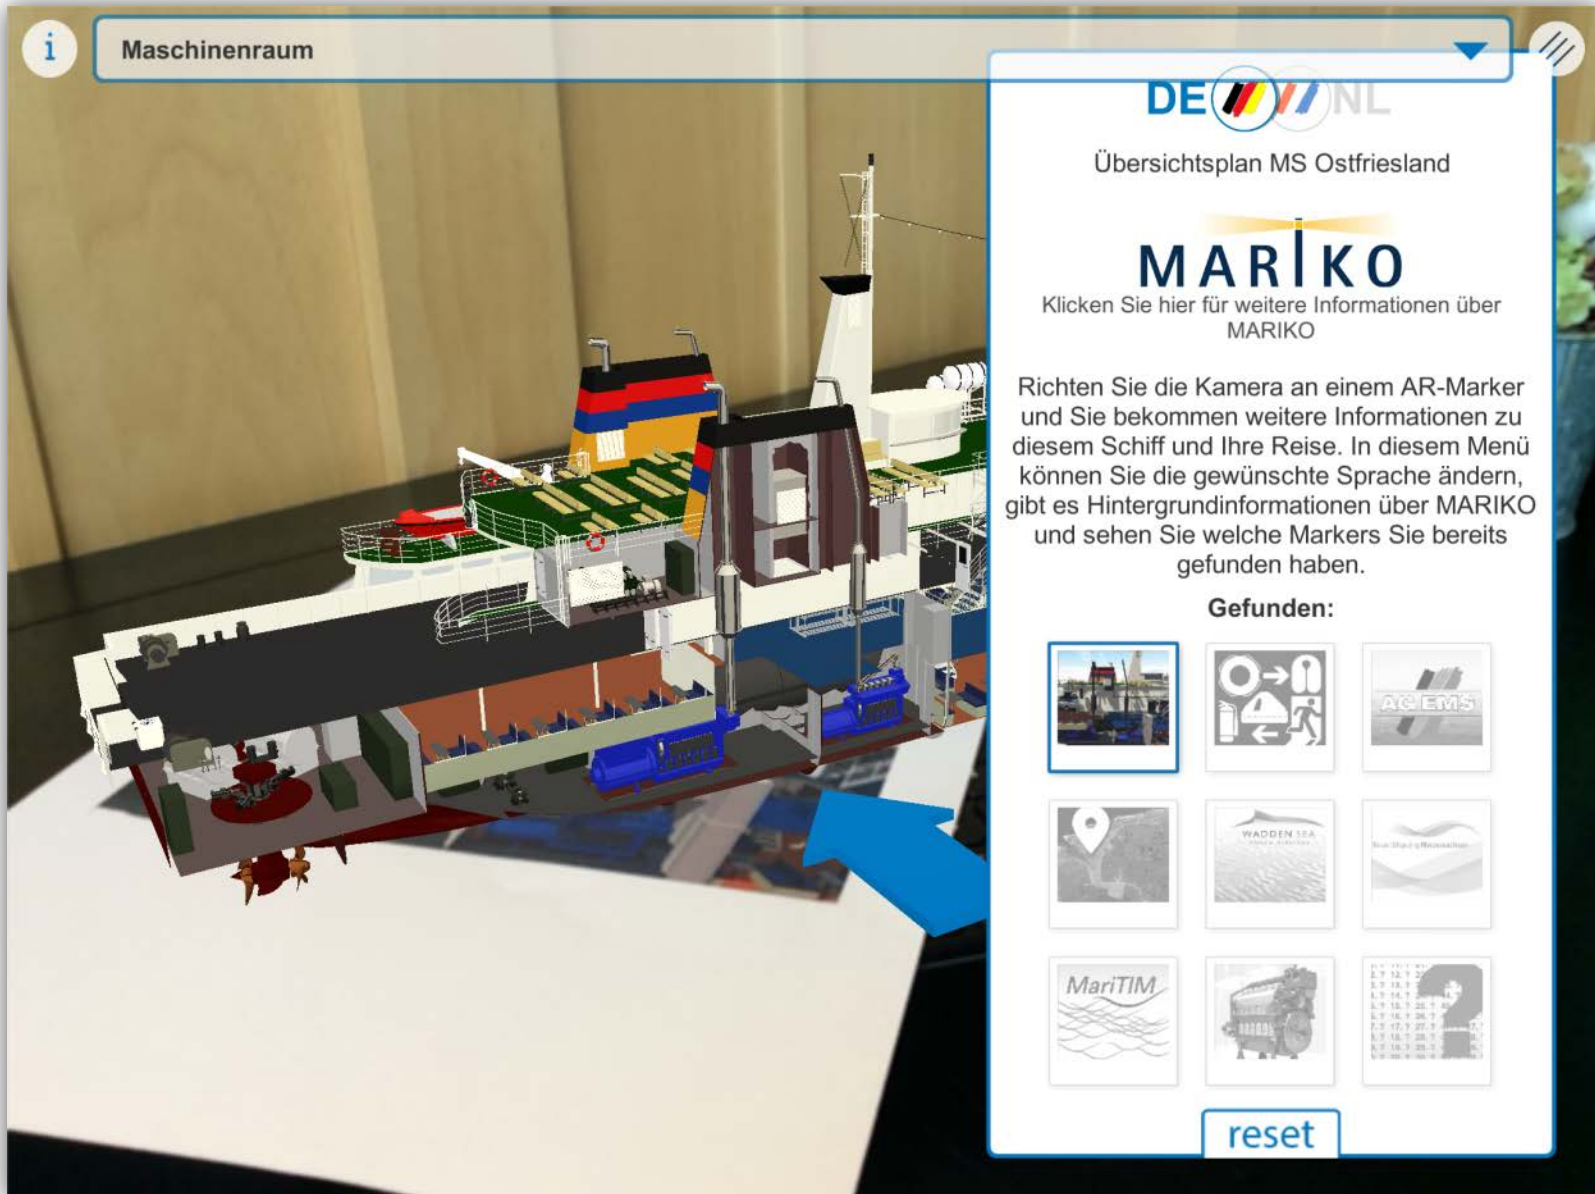 i
Maschinenraum
DE NL
Übersichtsplan MS Ostfriesland
MARIKO
Klicken Sie hier für weitere Informationen über
MARIKO
Richten Sie die Kamera an einem AR-Marker
und Sie bekommen weitere Informationen zu
diesem Schiff und Ihre Reise. In diesem Menü
können Sie die gewünschte Sprache ändern,
gibt es Hintergrundinformationen über MARIKO
und sehen Sie welche Markers Sie bereits
gefunden haben.
Gefunden:
AG EMS
WADDEN SEA
MariTIM
?
reset